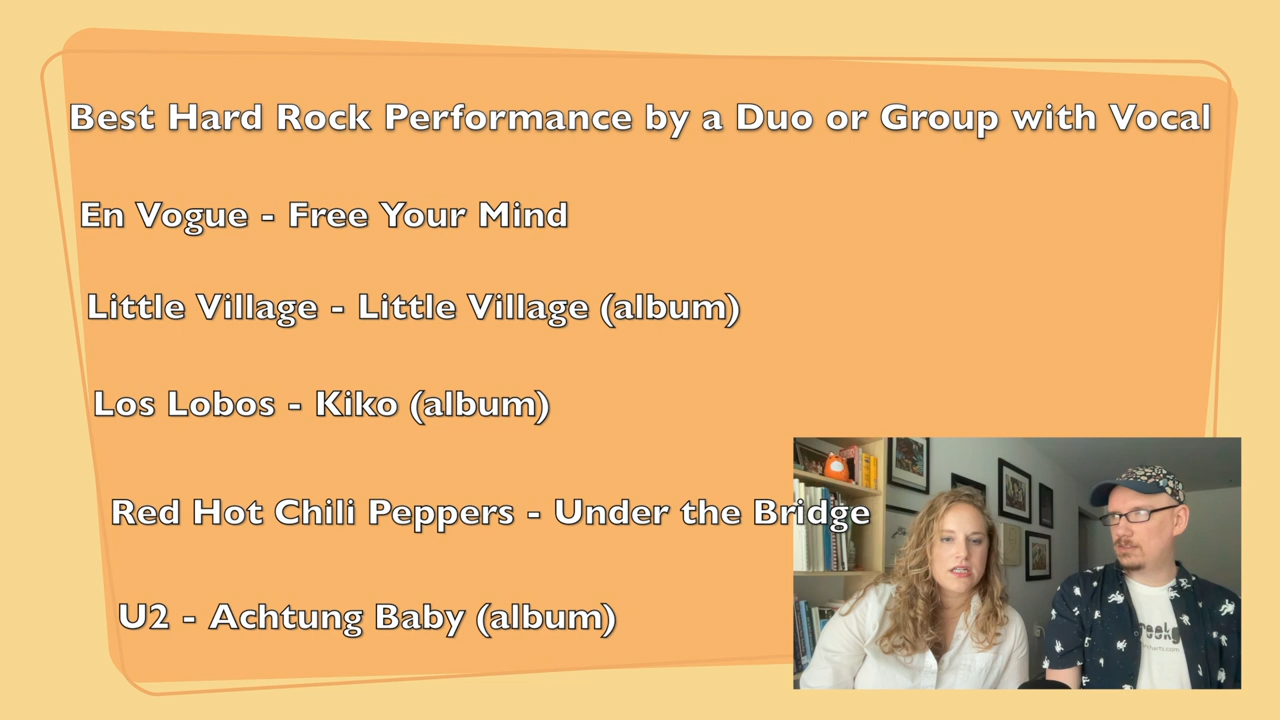 Best Hard Rock Performance by a Duo or Group with Vocal
En Vogue - Free Your Mind
Little Village - Little Village (album)
Los Lobos - Kiko (album)
Red Hot Chili Peppers - Under the Bridge
U2 - Achtung Baby (album)